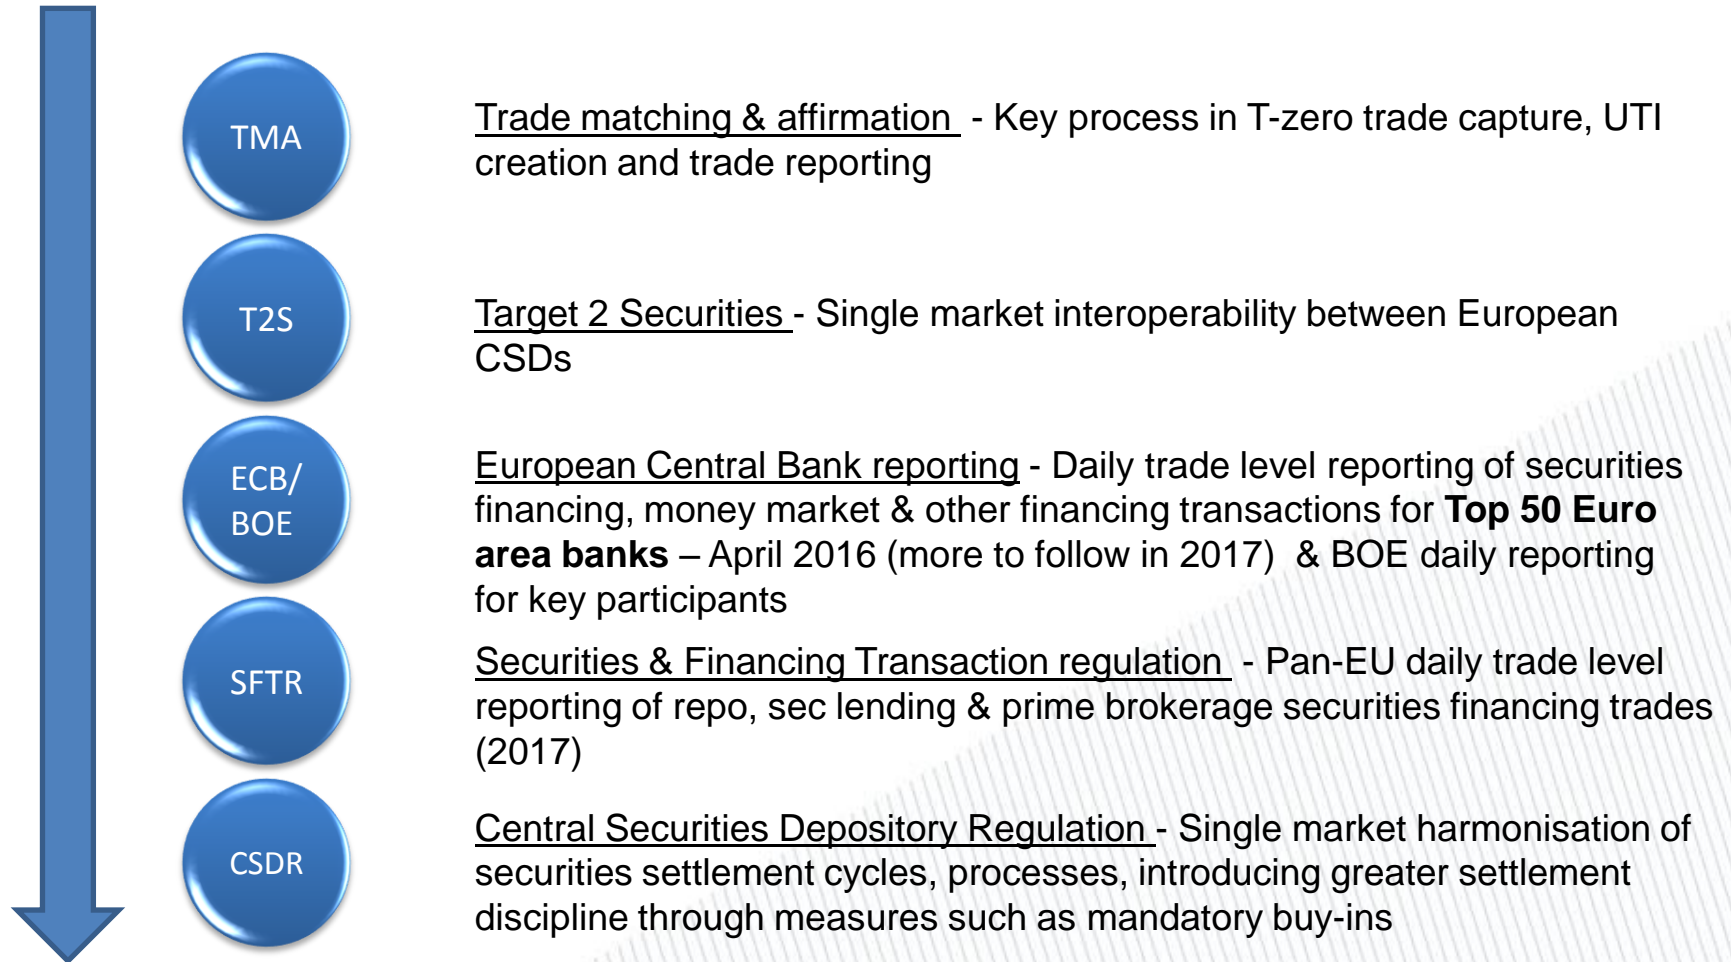 TMA
Trade matching & affirmation  - Key process in T-zero trade capture, UTI
creation and trade reporting
T2S
Target 2 Securities - Single market interoperability between European
CSDs
ECB/
BOE
European Central Bank reporting - Daily trade level reporting of securities
financing, money market & other financing transactions for Top 50 Euro
area banks – April 2016 (more to follow in 2017)  & BOE daily reporting
for key participants
SFTR
Securities & Financing Transaction regulation  - Pan-EU daily trade level
reporting of repo, sec lending & prime brokerage securities financing trades
(2017)
CSDR
Central Securities Depository Regulation - Single market harmonisation of
securities settlement cycles, processes, introducing greater settlement
discipline through measures such as mandatory buy-ins